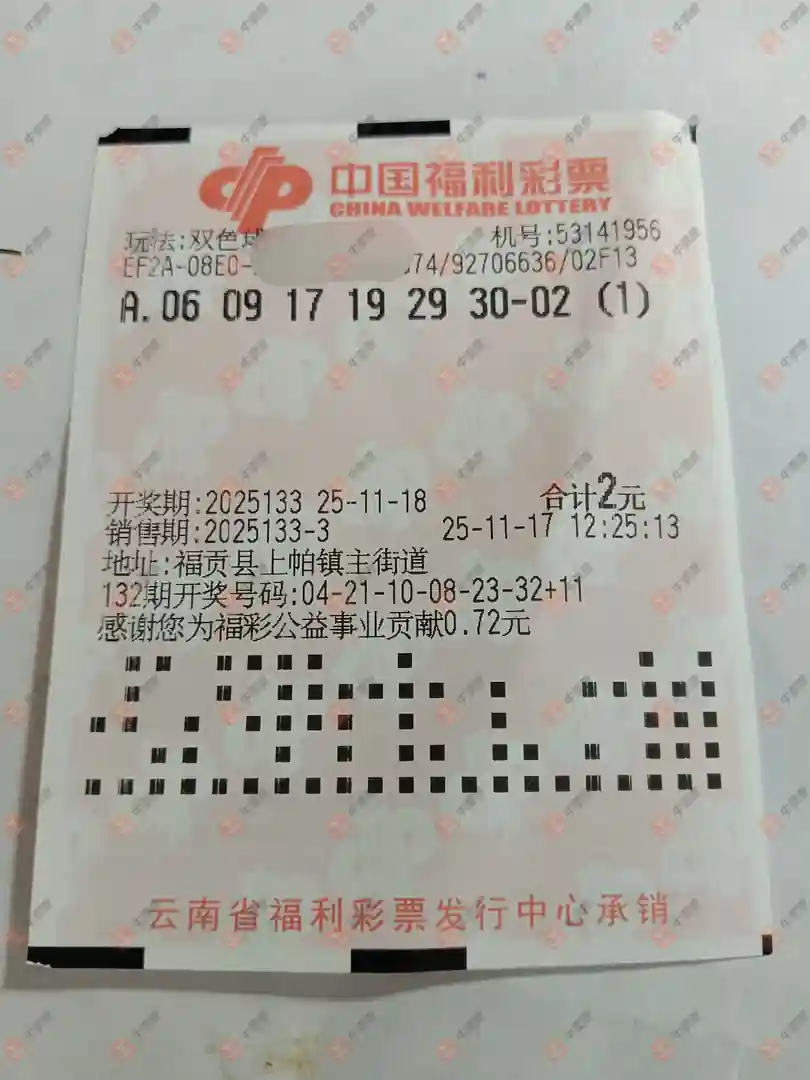 中国福利彩票
CHINA WELFARE LOTTERY
玩法:双色球 机号:53141956
EF2A-08E0- 74/92706636/02F13
A. 06 09 17 19 29 30-02 (1)
开奖期:2025133 25-11-18 合计2元
销售期:2025133-3 25-11-17 12:25:13
地址:福贡县上帕镇主街道
132期开奖号码:04-21-10-08-23-32+11
感谢您为福彩公益事业贡献0.72元
云南省福利彩票发行中心承销